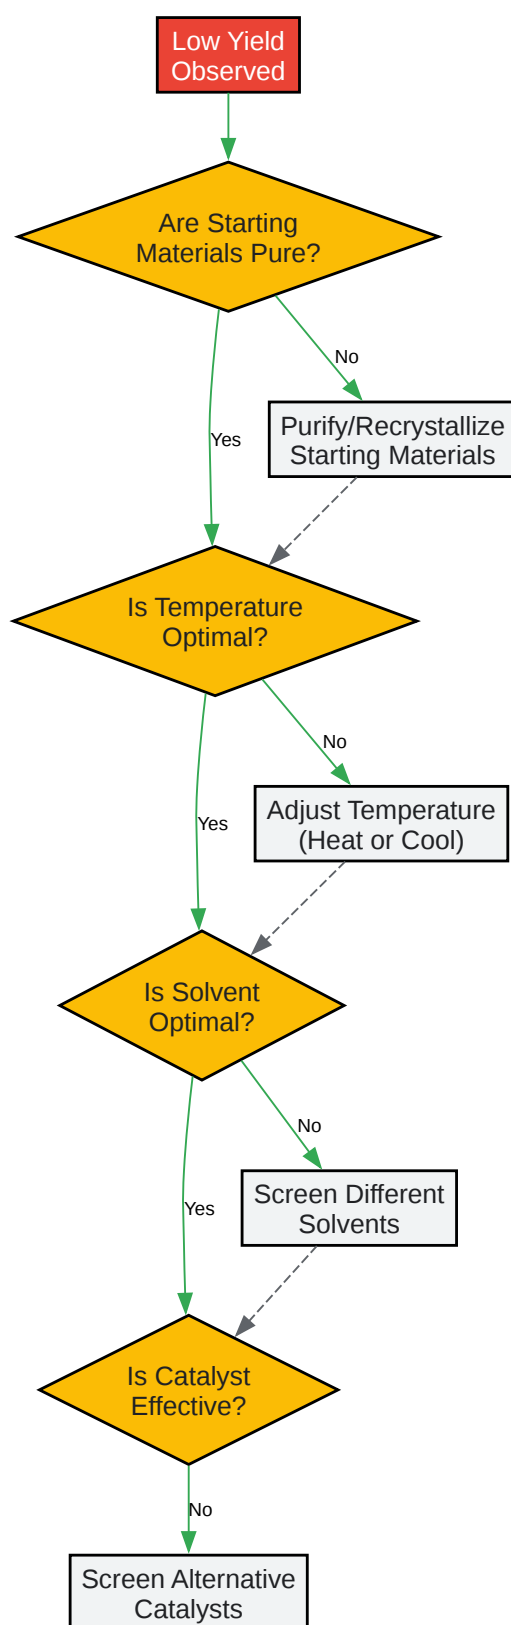 Low Yield
Observed
Are Starting
Materials Pure?
No
Purify/Recrystallize
Starting Materials
Yes
Is Temperature
Optimal?
No
Adjust Temperature
(Heat or Cool)
Yes
Is Solvent
Optimal?
No
Screen Different
Solvents
Yes
Is Catalyst
Effective?
No
Screen Alternative
Catalysts